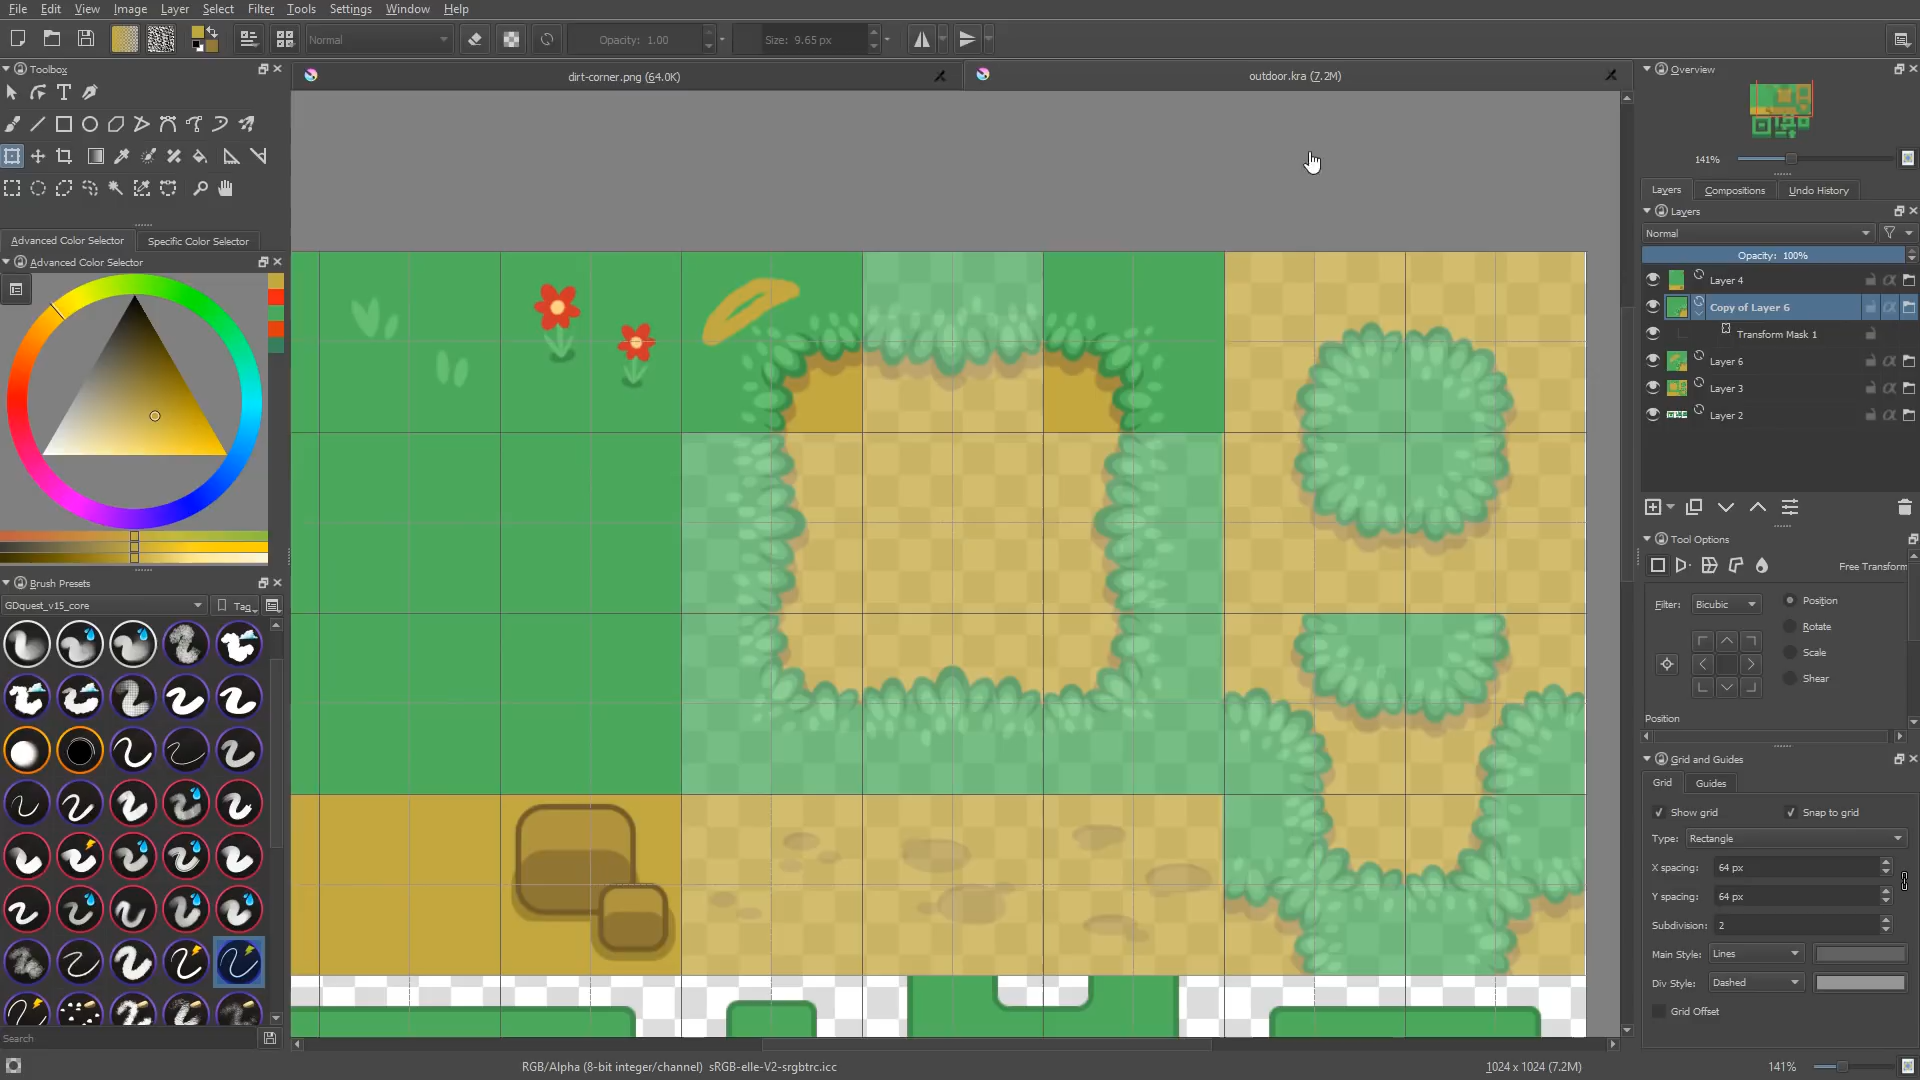 File Edit View Image Layer Select Filter Tools Settings Window Help
Normal Opacity: 1.00 Size: 9.65 px
Toolbox
dirt-corner.png (64.0K)
outdoor.kra (7.2M)
Overview
141%
Layers Compositions Undo History
Layers
Normal
Opacity: 100%
Layer 4
Copy of Layer 6
Transform Mask 1
Layer 6
Layer 3
Layer 2
Advanced Color Selector Specific Color Selector
Advanced Color Selector
Tool Options
Free Transform
Filter: Bicubic
Position
Rotate
Scale
Shear
Position
Brush Presets
GDquest_v15_core Tag
Search
Grid and Guides
Grid Guides
Show grid Snap to grid
Type: Rectangle
X spacing: 64 px
Y spacing: 64 px
Subdivision: 2
Main Style: Lines
Div Style: Dashed
Grid Offset
RGB/Alpha (8-bit integer/channel) sRGB-elle-V2-srgbtrc.icc
1024 x 1024 (7.2M)
141%